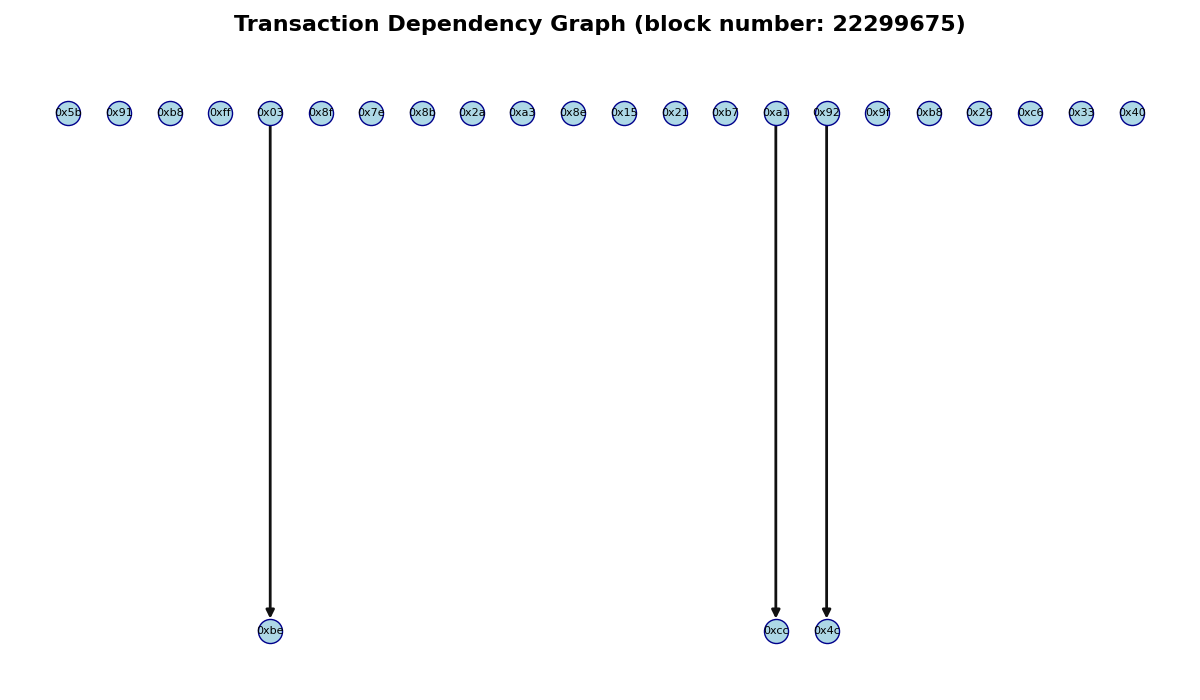 Transaction Dependency Graph (block number: 22299675)
0x5b 0x91 0xb8 0xff 0x03 0x8f 0x7e 0x8b 0x2a 0xa3 0x8e 0x15 0x21 0xb7 0xa1 0x92 0x9f 0xb8 0x26 0xc6 0x33 0x40
0xbe 0xcc 0x4c